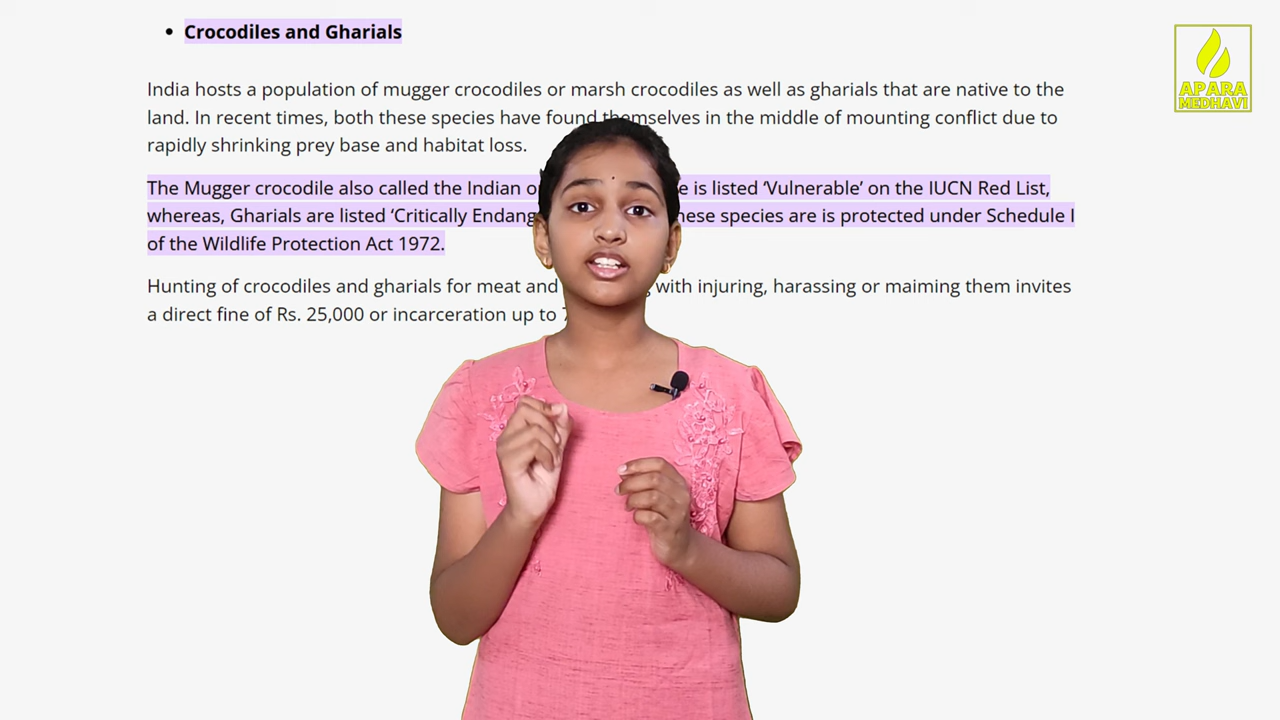 Crocodiles and Gharials
APARA
MEDHAVI
India hosts a population of mugger crocodiles or marsh crocodiles as well as gharials that are native to the
land. In recent times, both these species have found themselves in the middle of mounting conflict due to
rapidly shrinking prey base and habitat loss.
The Mugger crocodile also called the Indian is listed ‘Vulnerable’ on the IUCN Red List,
whereas, Gharials are listed ‘Critically species are is protected under Schedule I
of the Wildlife Protection Act 1972.
Hunting of crocodiles and gharials for meat and with injuring, harassing or maiming them invites
a direct fine of Rs. 25,000 or incarceration up to